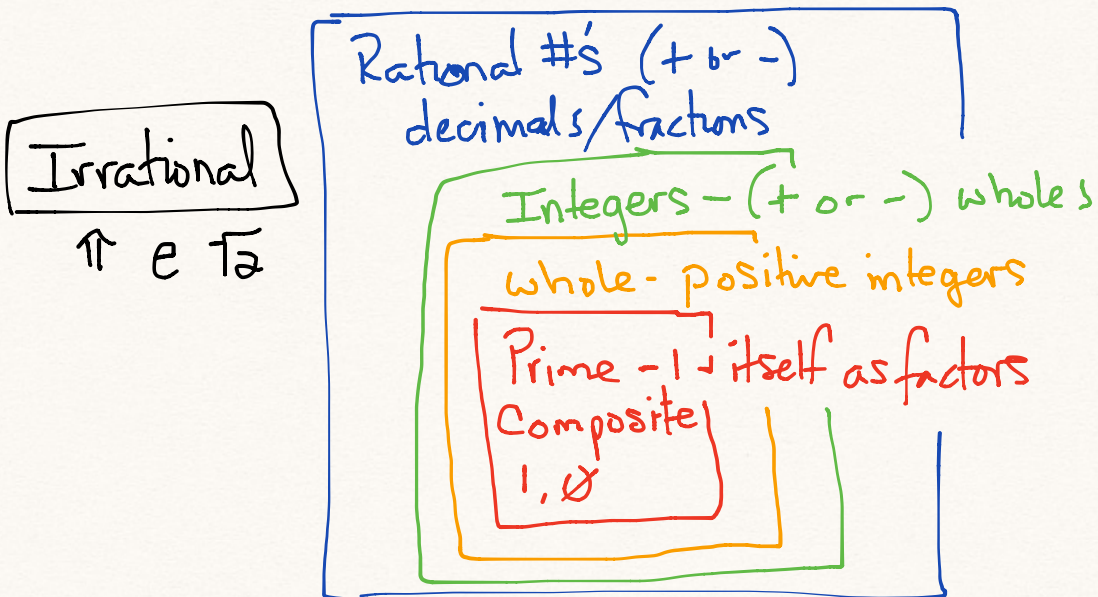 Rational #'s (+ or -)
decimals/fractions
Irrational
π e √2
Integers - (+ or -) wholes
whole - positive integers
Prime - 1 + itself as factors
Composite
1, Ø